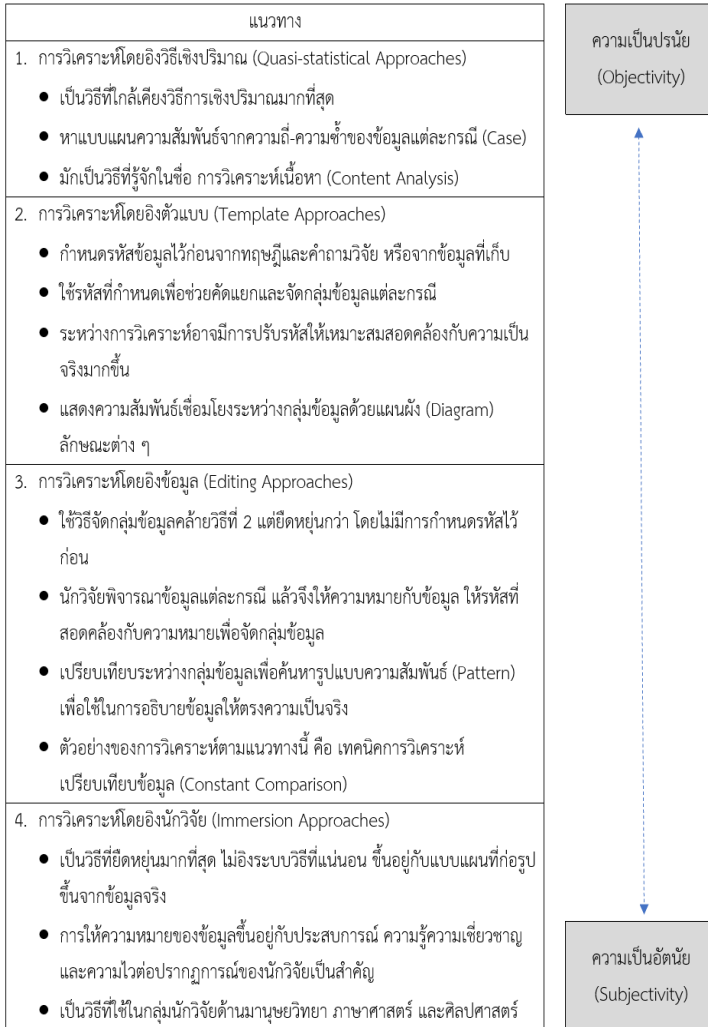 แนวทาง
1. การวิเคราะห์โดยอิงวิธีเชิงปริมาณ (Quasi-statistical Approaches)
● เป็นวิธีที่ใกล้เคียงวิธีการเชิงปริมาณมากที่สุด
● หาแบบแผนความสัมพันธ์จากความถี่-ความซ้ำของข้อมูลแต่ละกรณี (Case)
● มักเป็นวิธีที่รู้จักในชื่อ การวิเคราะห์เนื้อหา (Content Analysis)
2. การวิเคราะห์โดยอิงตัวแบบ (Template Approaches)
● กำหนดรหัสข้อมูลไว้ก่อนจากทฤษฎีและคำถามวิจัย หรือจากข้อมูลที่เก็บ
● ใช้รหัสที่กำหนดเพื่อช่วยคัดแยกและจัดกลุ่มข้อมูลแต่ละกรณี
● ระหว่างการวิเคราะห์อาจมีการปรับรหัสให้เหมาะสมสอดคล้องกับความเป็น
จริงมากขึ้น
● แสดงความสัมพันธ์เชื่อมโยงระหว่างกลุ่มข้อมูลด้วยแผนผัง (Diagram)
ลักษณะต่าง ๆ
3. การวิเคราะห์โดยอิงข้อมูล (Editing Approaches)
● ใช้วิธีจัดกลุ่มข้อมูลคล้ายวิธีที่ 2 แต่ยืดหยุ่นกว่า โดยไม่มีการกำหนดรหัสไว้
ก่อน
● นักวิจัยพิจารณาข้อมูลแต่ละกรณี แล้วจึงให้ความหมายกับข้อมูล ให้รหัสที่
สอดคล้องกับความหมายเพื่อจัดกลุ่มข้อมูล
● เปรียบเทียบระหว่างกลุ่มข้อมูลเพื่อค้นหารูปแบบความสัมพันธ์ (Pattern)
เพื่อใช้ในการอธิบายข้อมูลให้ตรงความเป็นจริง
● ตัวอย่างของการวิเคราะห์ตามแนวทางนี้ คือ เทคนิคการวิเคราะห์
เปรียบเทียบข้อมูล (Constant Comparison)
4. การวิเคราะห์โดยอิงนักวิจัย (Immersion Approaches)
● เป็นวิธีที่ยืดหยุ่นมากที่สุด ไม่อิงระบบวิธีที่แน่นอน ขึ้นอยู่กับแบบแผนที่ก่อรูป
ขึ้นจากข้อมูลจริง
● การให้ความหมายของข้อมูลขึ้นอยู่กับประสบการณ์ ความรู้ความเชี่ยวชาญ
และความไวต่อปรากฏการณ์ของนักวิจัยเป็นสำคัญ
● เป็นวิธีที่ใช้ในกลุ่มนักวิจัยด้านมานุษยวิทยา ภาษาศาสตร์ และศิลปศาสตร์
ความเป็นปรนัย
(Objectivity)
ความเป็นอัตนัย
(Subjectivity)